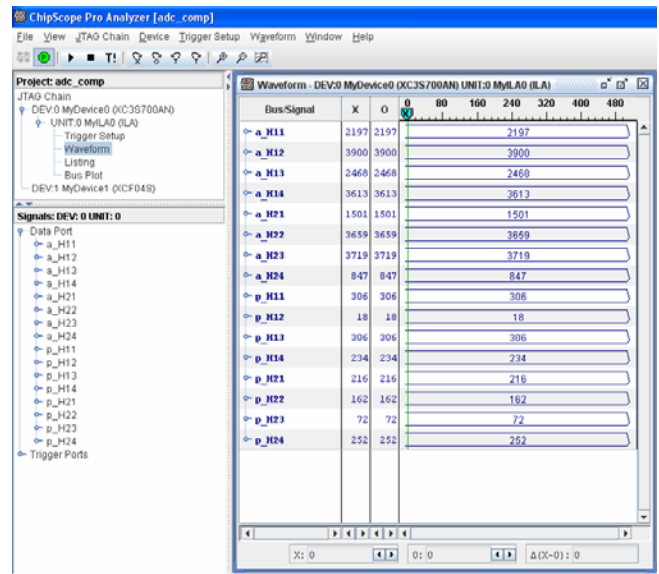 ChipScope Pro Analyzer [adc_comp]
File View JTAG Chain Device Trigger Setup Waveform Window Help
T!
Project: adc_comp
JTAG Chain
DEV:0 MyDevice0 (XC3S700AN)
UNIT:0 MyILA0 (ILA)
Trigger Setup
Waveform
Listing
Bus Plot
DEV:1 MyDevice1 (XCF04S)
Signals: DEV: 0 UNIT: 0
Data Port
a_H11
a_H12
a_H13
a_H14
a_H21
a_H22
a_H23
a_H24
p_H11
p_H12
p_H13
p_H14
p_H21
p_H22
p_H23
p_H24
Trigger Ports
Waveform - DEV:0 MyDevice0 (XC3S700AN) UNIT:0 MyILA0 (ILA)
Bus/Signal X O 0 80 160 240 320 400 480
a_H11 2197 2197 2197
a_H12 3900 3900 3900
a_H13 2468 2468 2468
a_H14 3613 3613 3613
a_H21 1501 1501 1501
a_H22 3659 3659 3659
a_H23 3719 3719 3719
a_H24 847 847 847
p_H11 306 306 306
p_H12 18 18 18
p_H13 306 306 306
p_H14 234 234 234
p_H21 216 216 216
p_H22 162 162 162
p_H23 72 72 72
p_H24 252 252 252
X: 0 O: 0 Δ(X-O): 0